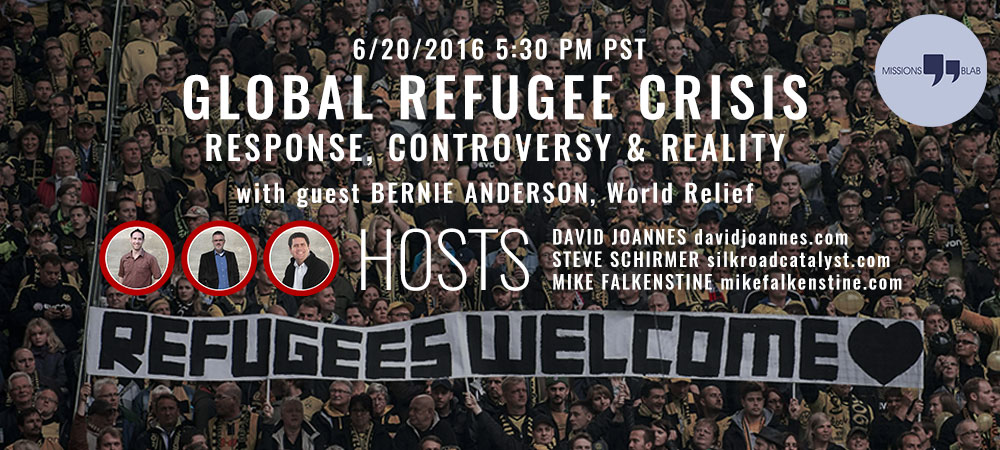 6/20/2016 5:30 PM PST
MISSIONS BLAB
GLOBAL REFUGEE CRISIS
RESPONSE, CONTROVERSY & REALITY
with guest BERNIE ANDERSON, World Relief
HOSTS
DAVID JOANNES davidjoannes.com
STEVE SCHIRMER silkroadcatalyst.com
MIKE FALKENSTINE mikefalkenstine.com
REFUGEES WELCOME